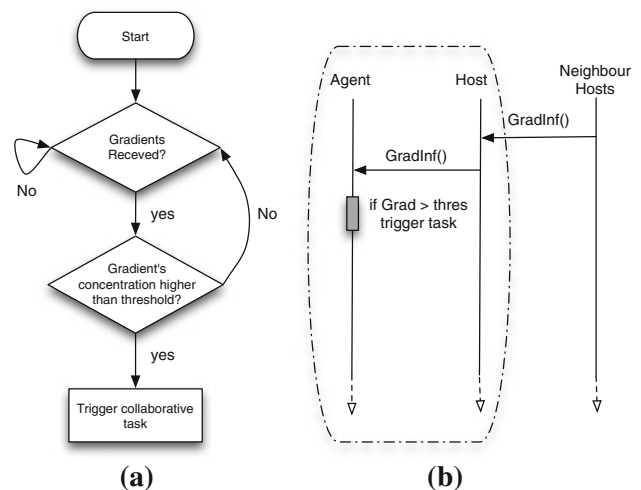 Start
Gradients
Receved?
No
yes
No
Gradient's
concentration higher
than threshold?
yes
Trigger collaborative
task
(a)
Agent
Host
Neighbour
Hosts
GradInf()
GradInf()
if Grad > thres
trigger task
(b)